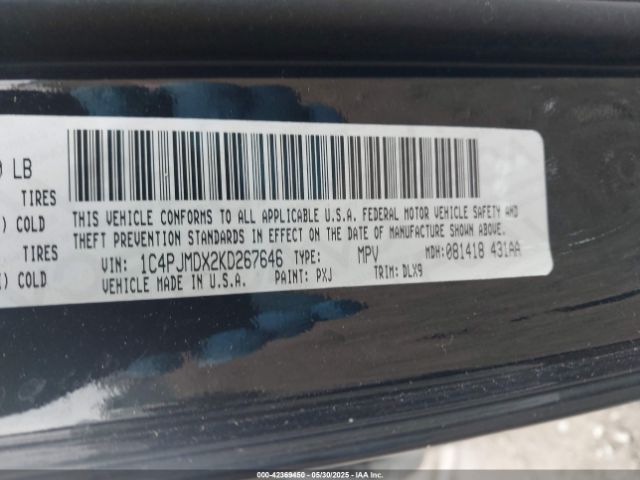 LB
TIRES
COLD
TIRES
COLD
THIS VEHICLE CONFORMS TO ALL APPLICABLE U.S.A. FEDERAL MOTOR VEHICLE SAFETY AND
THEFT PREVENTION STANDARDS IN EFFECT ON THE DATE OF MANUFACTURE SHOWN ABOVE.
VIN: 1C4PJMDX2KD267646 TYPE: MPV MDH: 081418 431AA
VEHICLE MADE IN U.S.A. PAINT: PXJ TRIM: DLX9
000-42369450 - 05/30/2025 - IAA Inc.